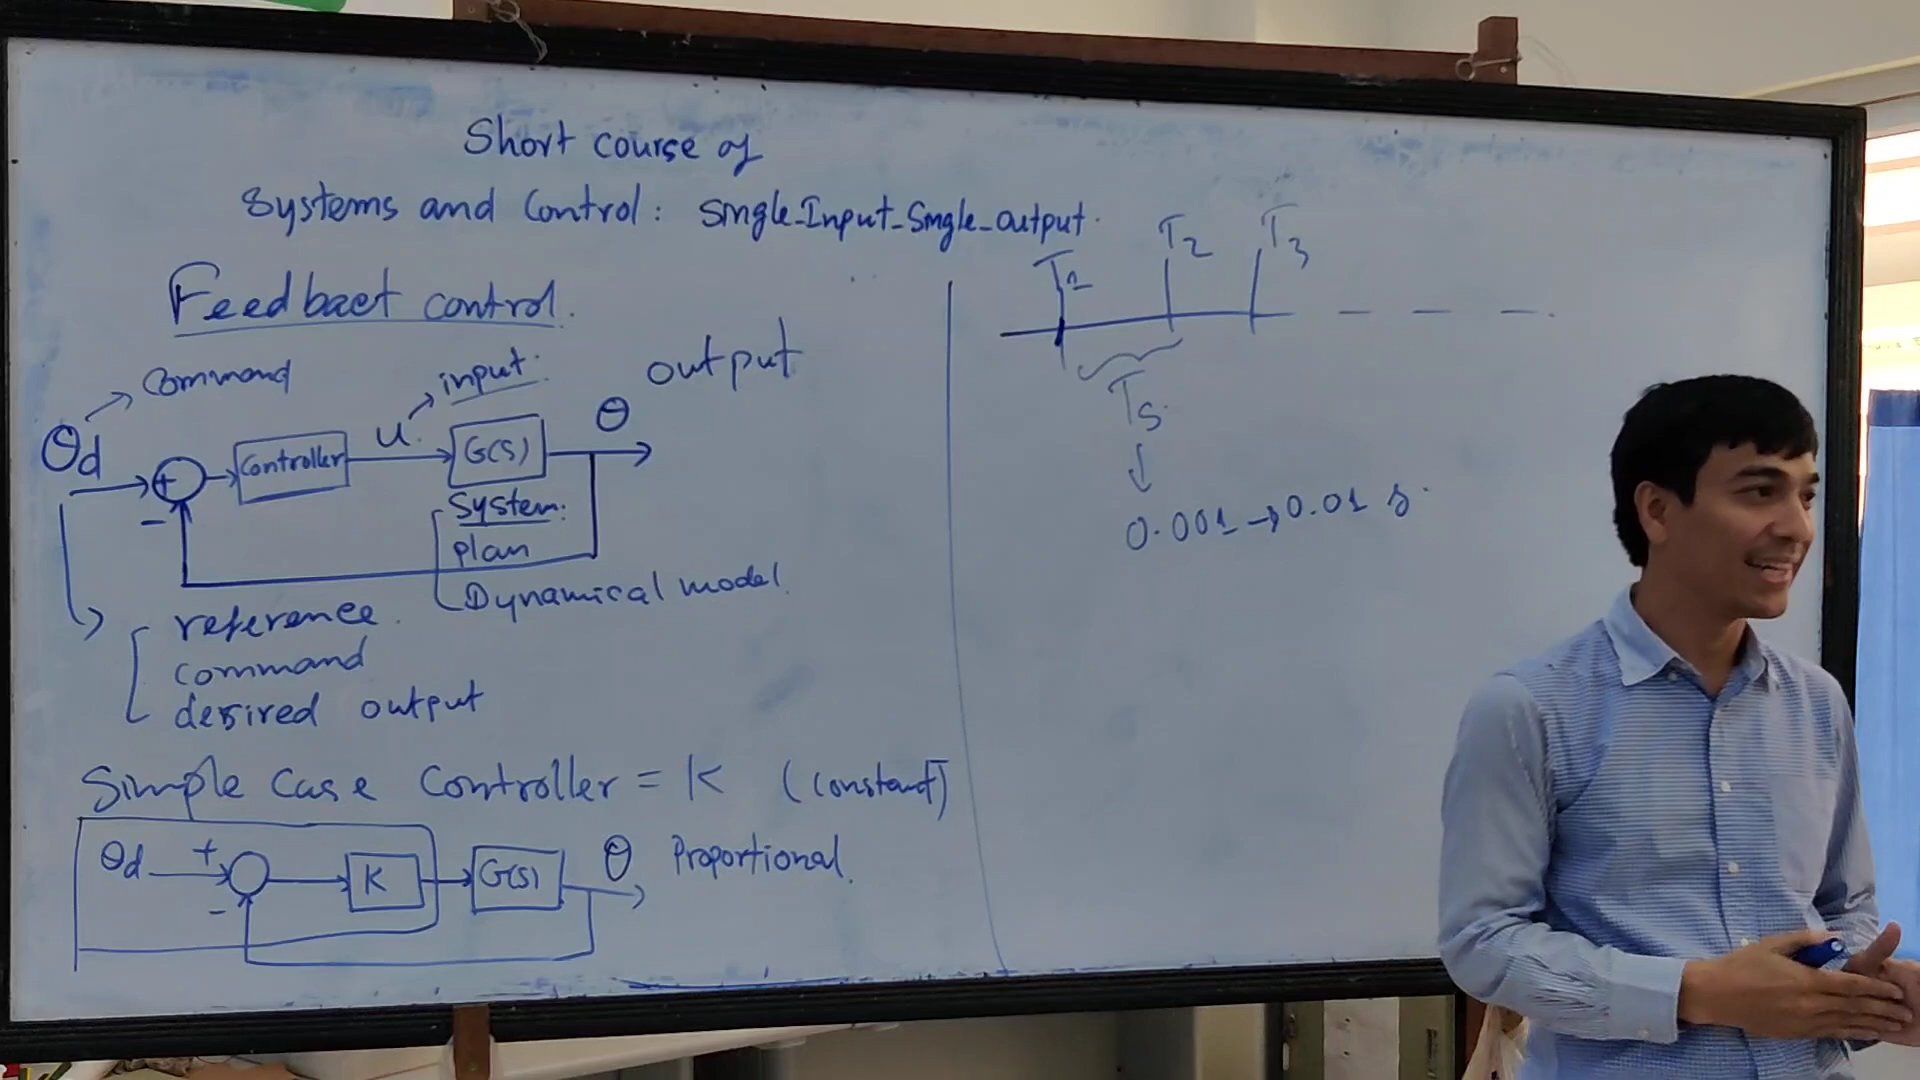 Short course of
Systems and Control: Single-Input-Single-output.
Feedback control.
Command
input.
output
θd
+
-
Controller
u.
G(S)
θ
System:
plan
Dynamical model.
reference.
command
desired output
Simple Case Controller = K (constant)
θd
+
-
K
G(S)
θ
Proportional.
T1
T2
T3
Ts.
0.001 → 0.01 s.